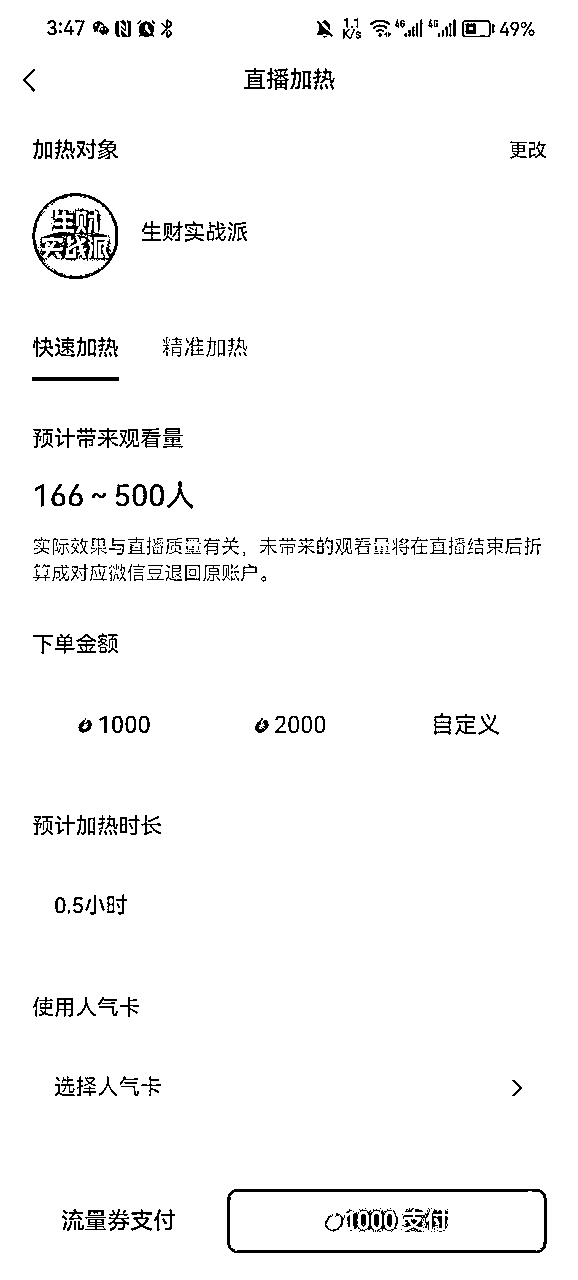 3:47 1.1 K/s 4G 4G 49%
直播加热
加热对象 更改
生财实战派
生财实战派
快速加热 精准加热
预计带来观看量
166 ~ 500人
实际效果与直播质量有关，未带来的观看量将在直播结束后折
算成对应微信豆退回原账户。
下单金额
1000 2000 自定义
预计加热时长
0.5小时
使用人气卡
选择人气卡
流量券支付 1000 支付